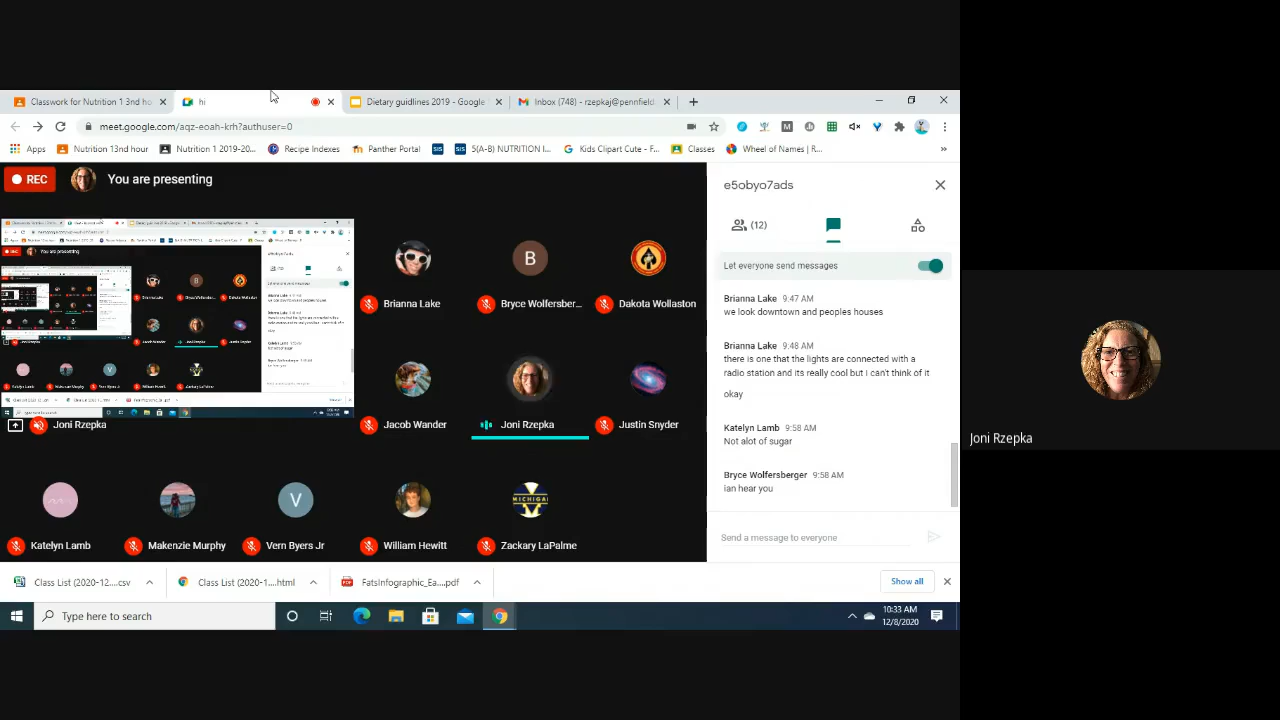 Classwork for Nutrition 1 3nd ho
hi
Dietary guidlines 2019 - Google
Inbox (748) - rzepkaj@pennfield
meet.google.com/aqz-eoah-krh?authuser=0
Apps
Nutrition 13nd hour
Nutrition 1 2019-20...
Recipe Indexes
Panther Portal
SIS
SIS
5(A-B) NUTRITION I...
Kids Clipart Cute - F...
Classes
Wheel of Names | R...
REC
You are presenting
e5obyo7ads
(12)
Let everyone send messages
Brianna Lake 9:47 AM
we look downtown and peoples houses
Brianna Lake 9:48 AM
there is one that the lights are connected with a
radio station and its really cool but i can't think of it
okay
Katelyn Lamb 9:58 AM
Not alot of sugar
Bryce Wolfersberger 9:58 AM
ian hear you
Send a message to everyone
B
Brianna Lake
Bryce Wolfersber...
Dakota Wollaston
Joni Rzepka
Jacob Wander
Joni Rzepka
Justin Snyder
V
MICHIGAN
Katelyn Lamb
Makenzie Murphy
Vern Byers Jr
William Hewitt
Zackary LaPalme
Joni Rzepka
Class List (2020-12....csv
Class List (2020-1....html
FatsInfographic_Ea....pdf
Show all
Type here to search
10:33 AM
12/8/2020